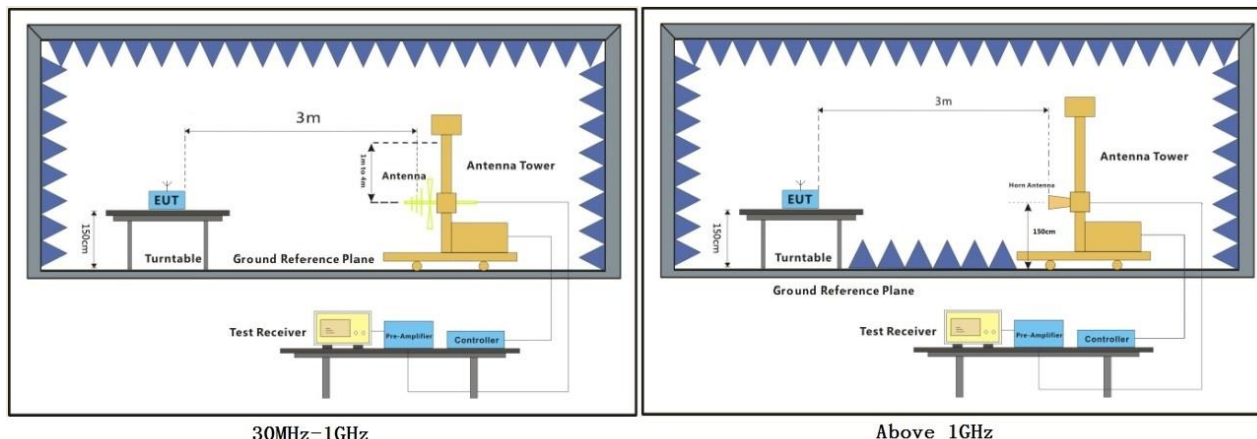 3m
1m to 4m
Antenna
Antenna Tower
EUT
150cm
Turntable
Ground Reference Plane
Test Receiver
Pre-Amplifier
Controller
30MHz-1GHz
3m
Antenna Tower
Horn Antenna
EUT
150cm
150cm
Turntable
Ground Reference Plane
Test Receiver
Pre-Amplifier
Controller
Above 1GHz